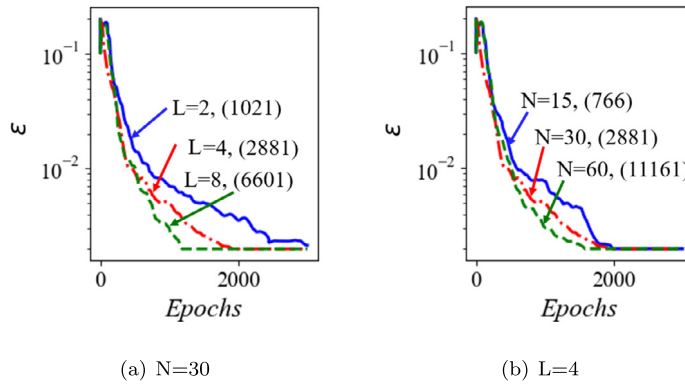 10⁻¹
10⁻²
ε
L=2, (1021)
L=4, (2881)
L=8, (6601)
0
2000
Epochs
(a) N=30
10⁻¹
10⁻²
ε
N=15, (766)
N=30, (2881)
N=60, (11161)
0
2000
Epochs
(b) L=4